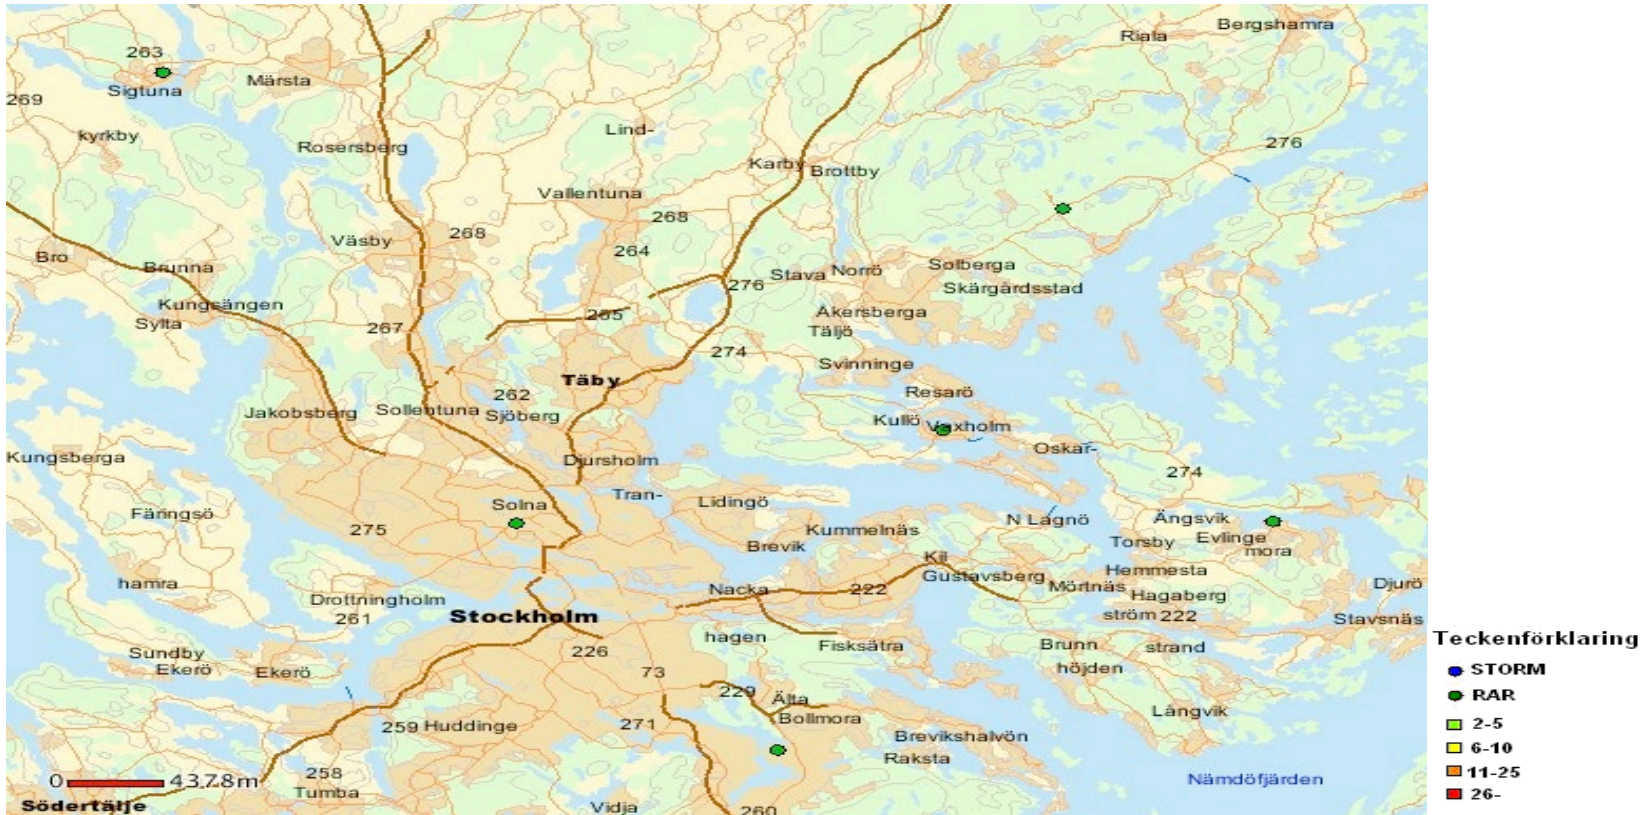 Bergshamra
Riala
263
Märsta
Sigtuna
269
Lind-
kyrkby
Rosersberg
276
Karby
Brottby
Vallentuna
268
268
Väsby
264
Bro
Brunna
Stava
Norrö
Solberga
276
Skärgårdsstad
Kungsängen
265
Åkersberga
Sylta
267
Täljö
274
Svinninge
Täby
262
Resarö
Jakobsberg
Sollentuna
Sjöberg
Kullö
Vaxholm
Oskar-
Kungsberga
Djursholm
274
Solna
Tran-
Lidingö
Färingsö
275
Kummelnäs
N Lagnö
Ängsvik
Evlinge
Torsby
mora
Brevik
Kil
hamra
Gustavsberg
Hemmesta
Mörtnäs
Djurö
Nacka
222
Hagaberg
Drottningholm
261
Stockholm
ström
222
Stavsnäs
hagen
Fisksätra
Brunn
strand
Sundby
226
Ekerö
Ekerö
73
höjden
229
Älta
Långvik
259
Huddinge
271
Bollmora
Brevikshalvön
Raksta
258
Nämdöfjärden
0
4378m
Tumba
Södertälje
Vidja
260
Teckenförklaring
STORM
RAR
2-5
6-10
11-25
26-